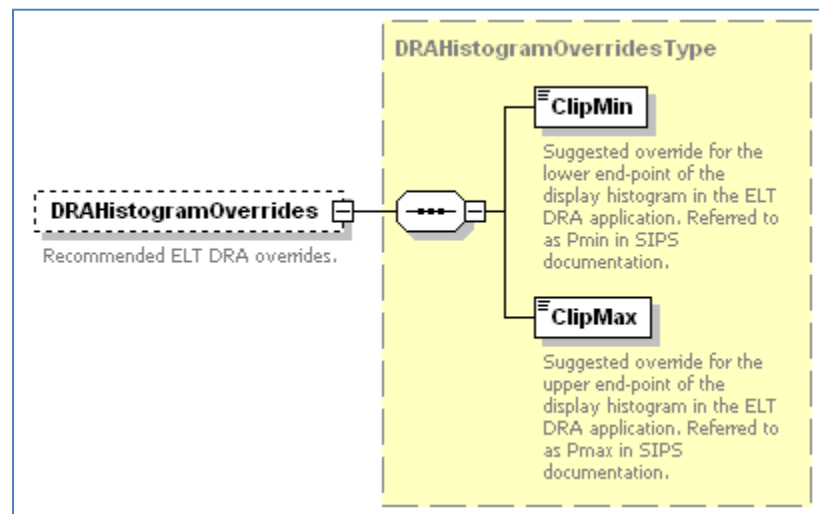 DRAHistogramOverridesType
ClipMin
Suggested override for the
lower end-point of the
display histogram in the ELT
DRA application. Referred to
as Pmin in SIPS
documentation.
DRAHistogramOverrides
Recommended ELT DRA overrides.
ClipMax
Suggested override for the
upper end-point of the
display histogram in the ELT
DRA application. Referred to
as Pmax in SIPS
documentation.